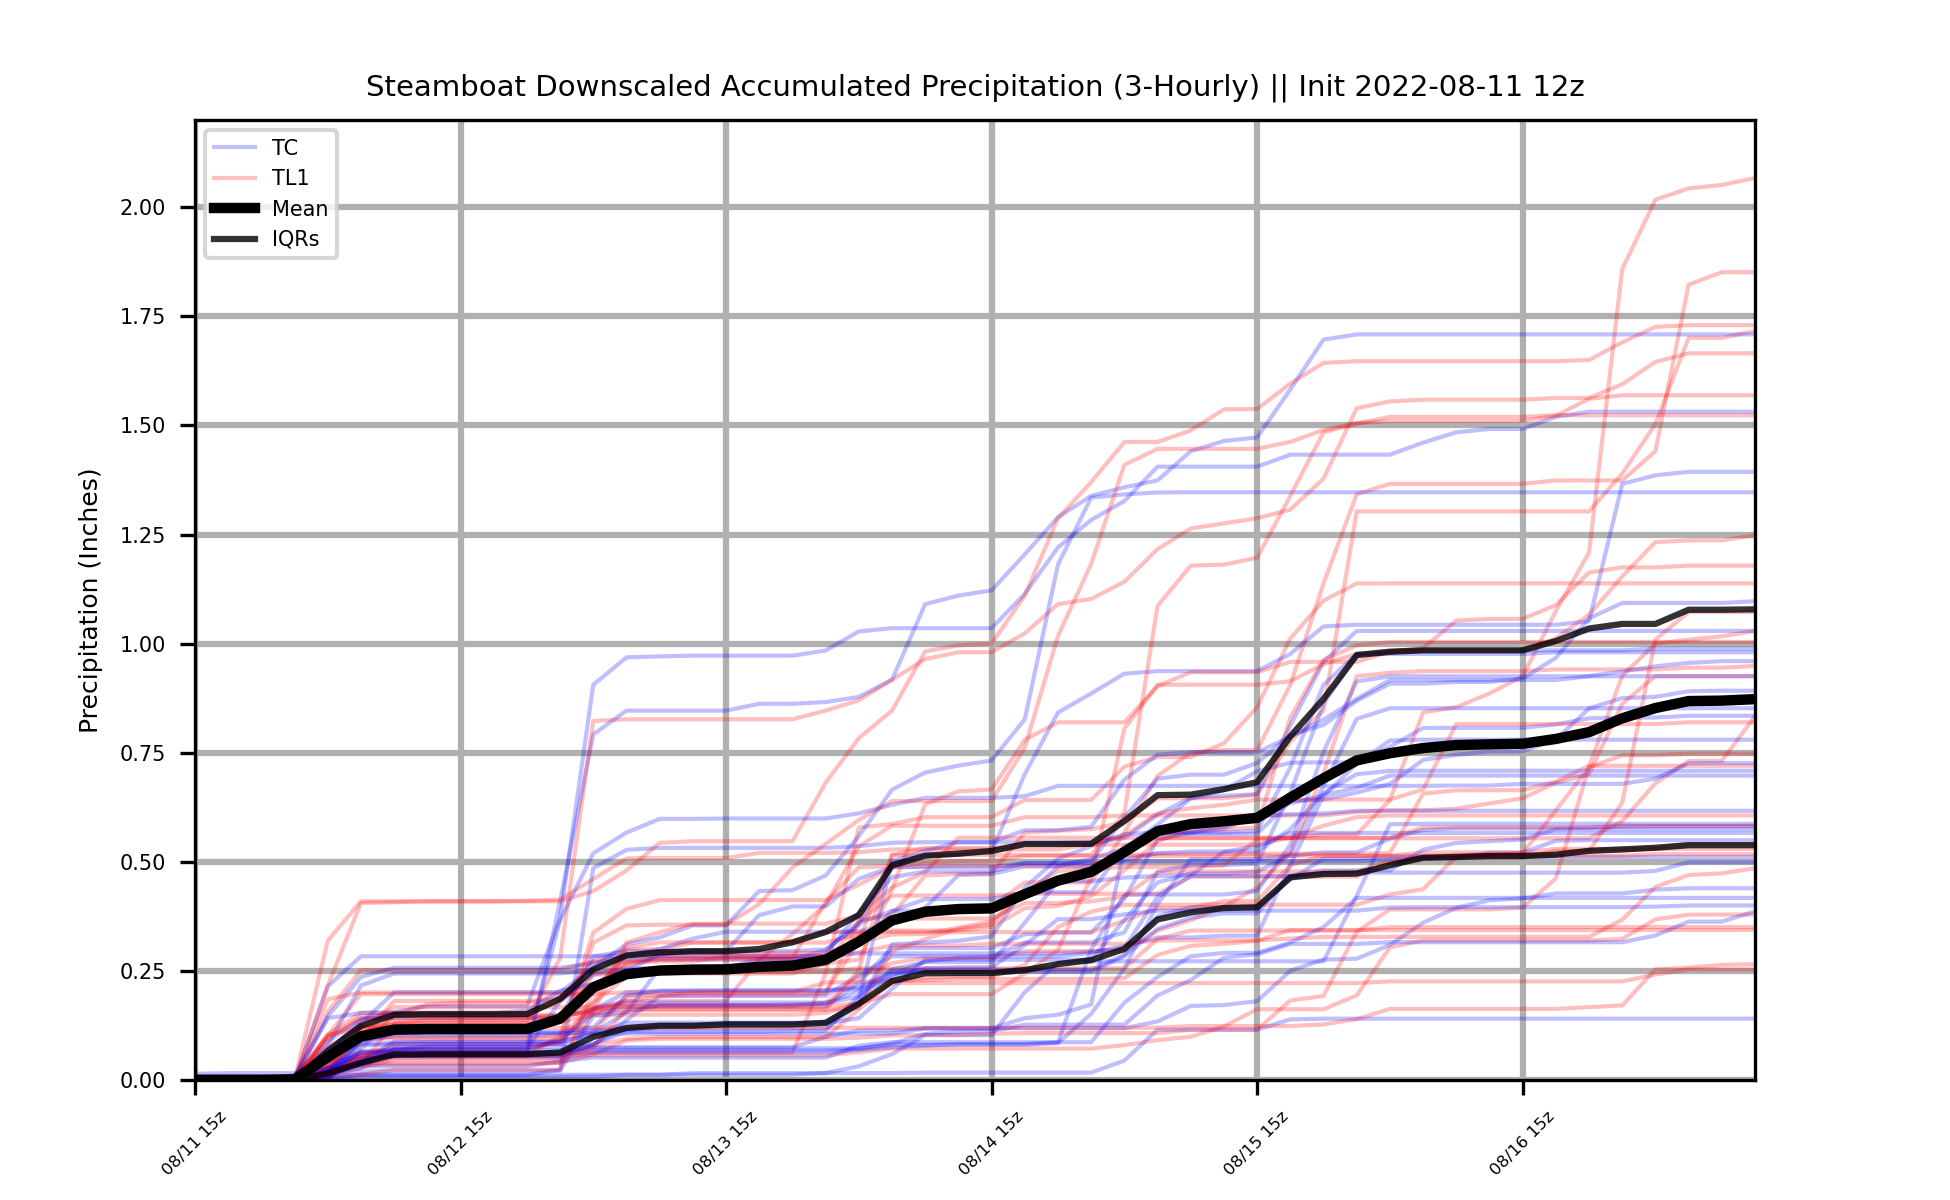 Steamboat Downscaled Accumulated Precipitation (3-Hourly) || Init 2022-08-11 12z
TC
TL1
Mean
IQRs
Precipitation (Inches)
2.00
1.75
1.50
1.25
1.00
0.75
0.50
0.25
0.00
08/11 15z
08/12 15z
08/13 15z
08/14 15z
08/15 15z
08/16 15z